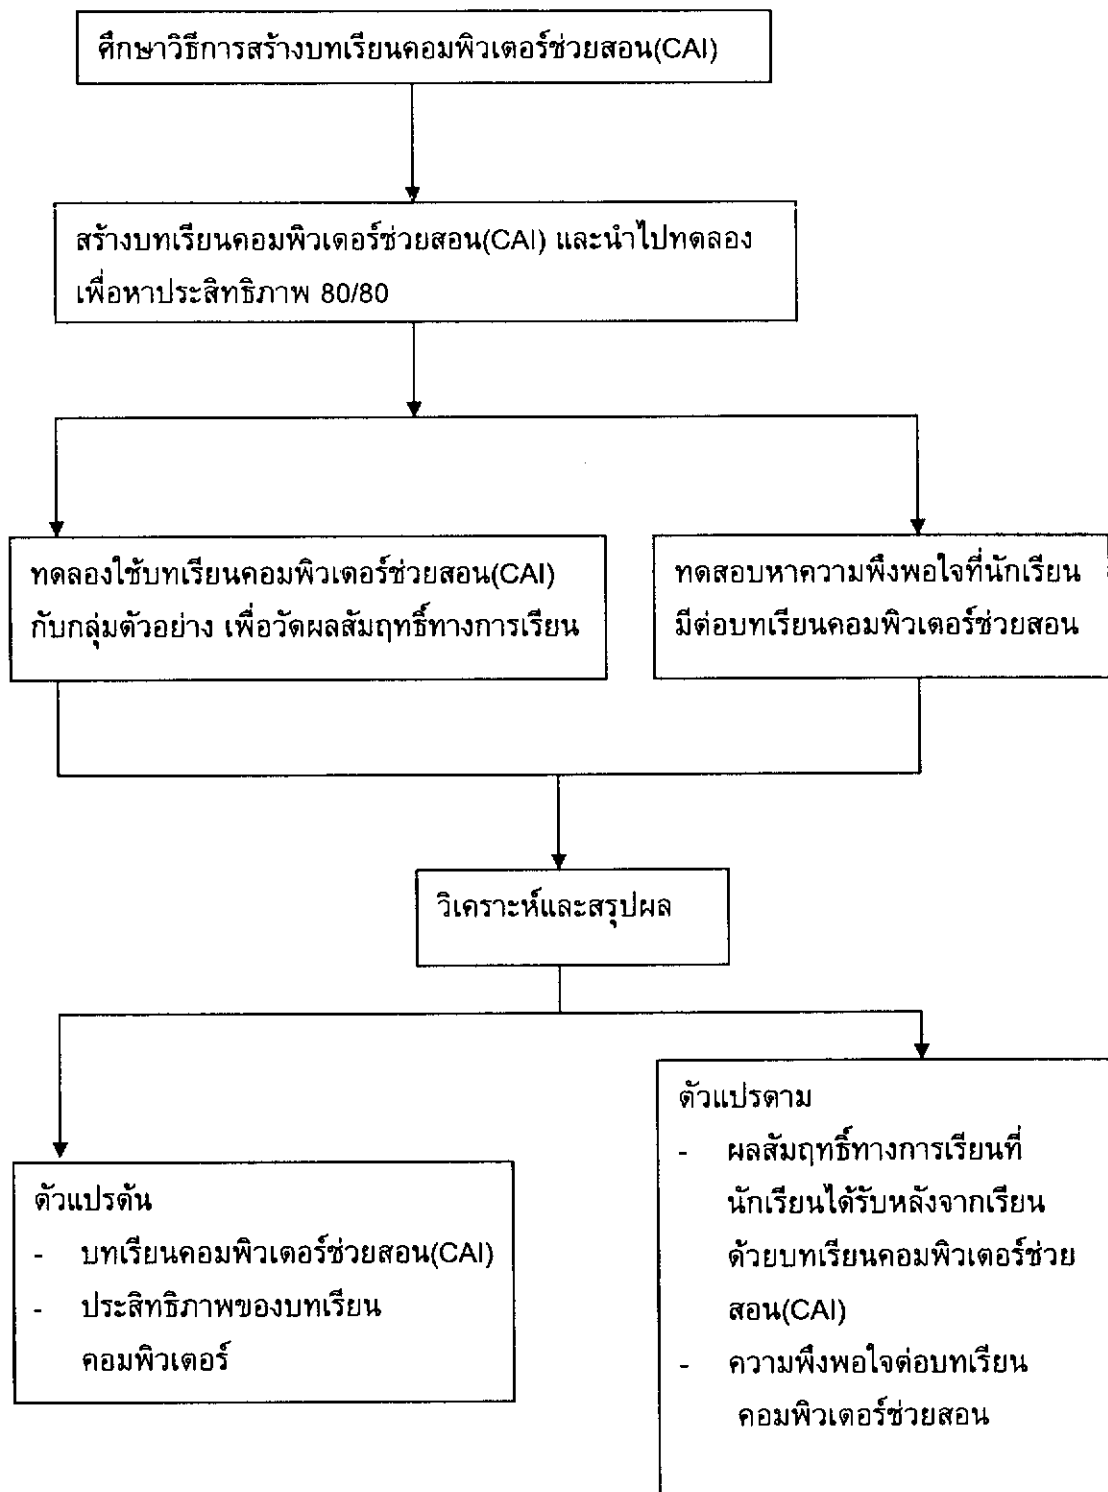 ศึกษาวิธีการสร้างบทเรียนคอมพิวเตอร์ช่วยสอน(CAI)
สร้างบทเรียนคอมพิวเตอร์ช่วยสอน(CAI) และนำไปทดลอง
เพื่อหาประสิทธิภาพ 80/80
ทดลองใช้บทเรียนคอมพิวเตอร์ช่วยสอน(CAI)
กับกลุ่มตัวอย่าง เพื่อวัดผลสัมฤทธิ์ทางการเรียน
ทดสอบหาความพึงพอใจที่นักเรียน
มีต่อบทเรียนคอมพิวเตอร์ช่วยสอน
วิเคราะห์และสรุปผล
ตัวแปรต้น
- บทเรียนคอมพิวเตอร์ช่วยสอน(CAI)
- ประสิทธิภาพของบทเรียน
คอมพิวเตอร์
ตัวแปรตาม
- ผลสัมฤทธิ์ทางการเรียนที่
นักเรียนได้รับหลังจากเรียน
ด้วยบทเรียนคอมพิวเตอร์ช่วย
สอน(CAI)
- ความพึงพอใจต่อบทเรียน
คอมพิวเตอร์ช่วยสอน